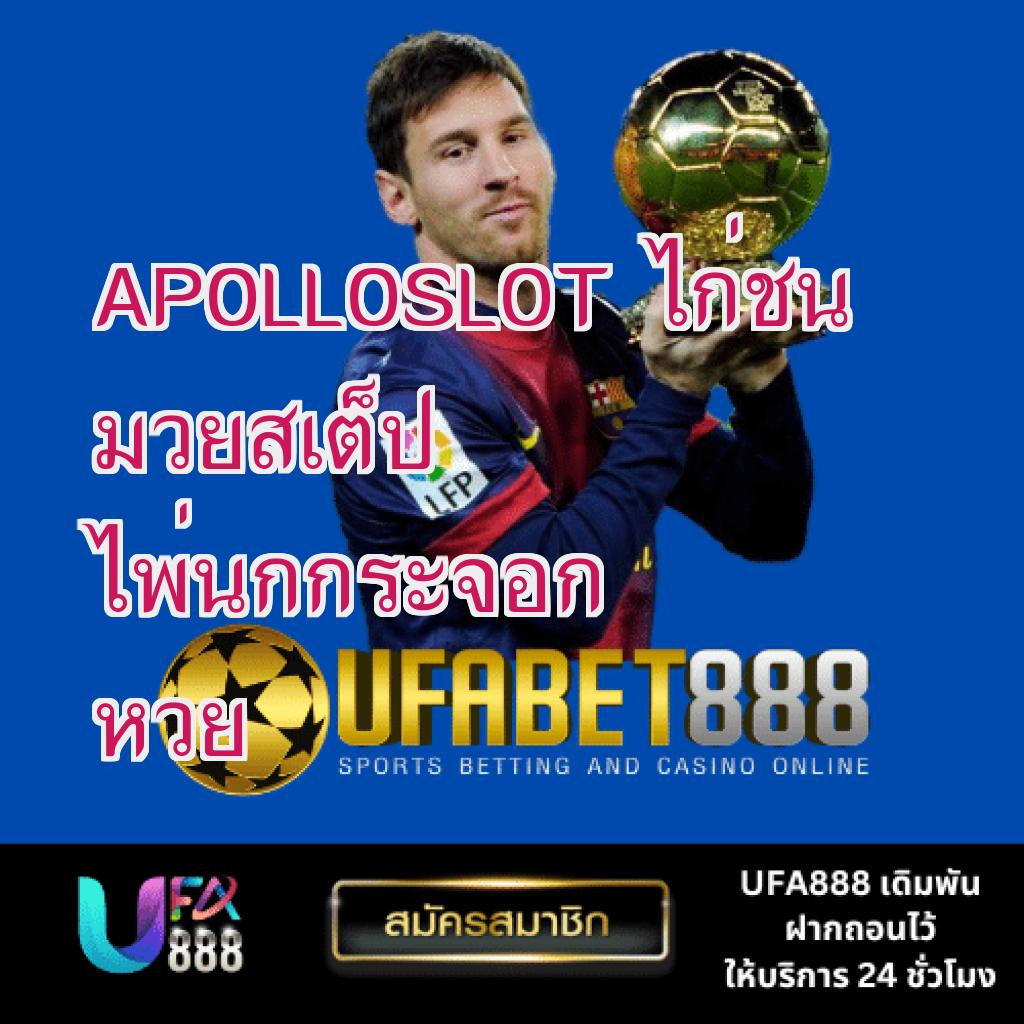 APOLLOSLOT ไก่ชน
มวยสเต็ป
LFP
ไพ่นกกระจอก
หวย
UFABET888
SPORTS BETTING AND CASINO ONLINE
UFA
888
สมัครสมาชิก
UFA888 เดิมพัน
ฝากถอนไว้
ให้บริการ 24 ชั่วโมง